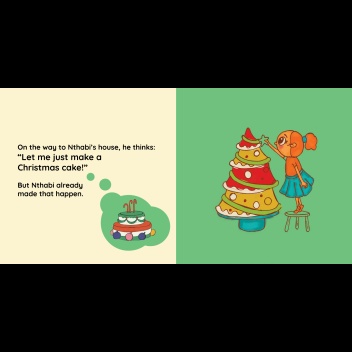 On the way to Nthabi's house, he thinks:
"Let me just make a
Christmas cake!"
But Nthabi already
made that happen.